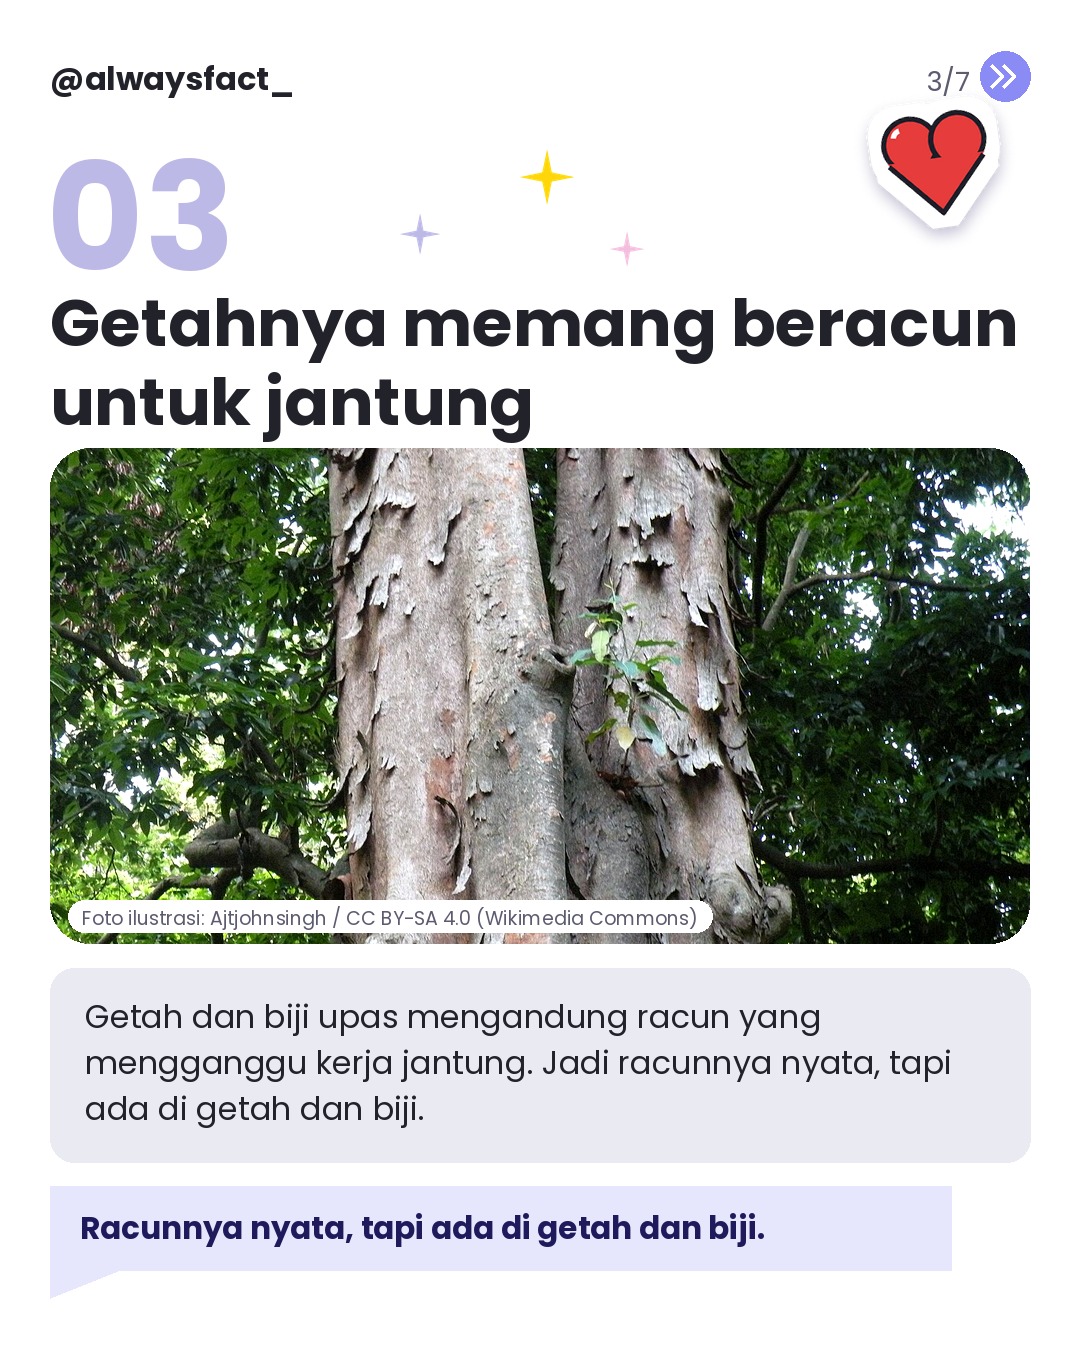 @alwaysfact_
3/7
03
Getahnya memang beracun
untuk jantung
Foto ilustrasi: Ajtjohnsingh / CC BY-SA 4.0 (Wikimedia Commons)
Getah dan biji upas mengandung racun yang
mengganggu kerja jantung. Jadi racunnya nyata, tapi
ada di getah dan biji.
Racunnya nyata, tapi ada di getah dan biji.